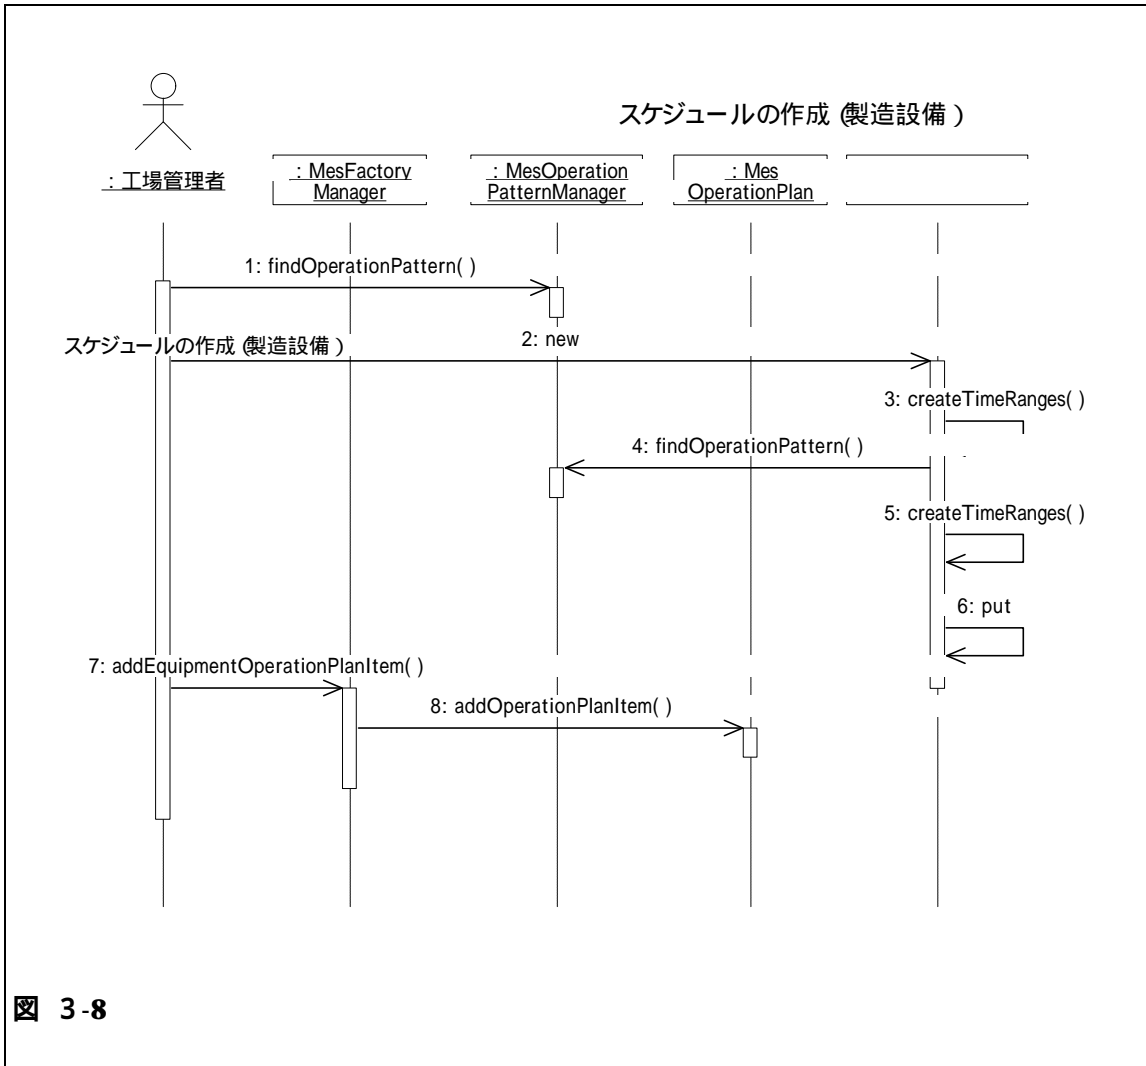 スケジュールの作成 (製造設備 )
: 工場管理者
: MesFactory
Manager
: MesOperation
PatternManager
: Mes
OperationPlan
1: findOperationPattern( )
スケジュールの作成 (製造設備 )
2: new
3: createTimeRanges( )
4: findOperationPattern( )
5: createTimeRanges( )
6: put
7: addEquipmentOperationPlanItem( )
8: addOperationPlanItem( )
図 3-8